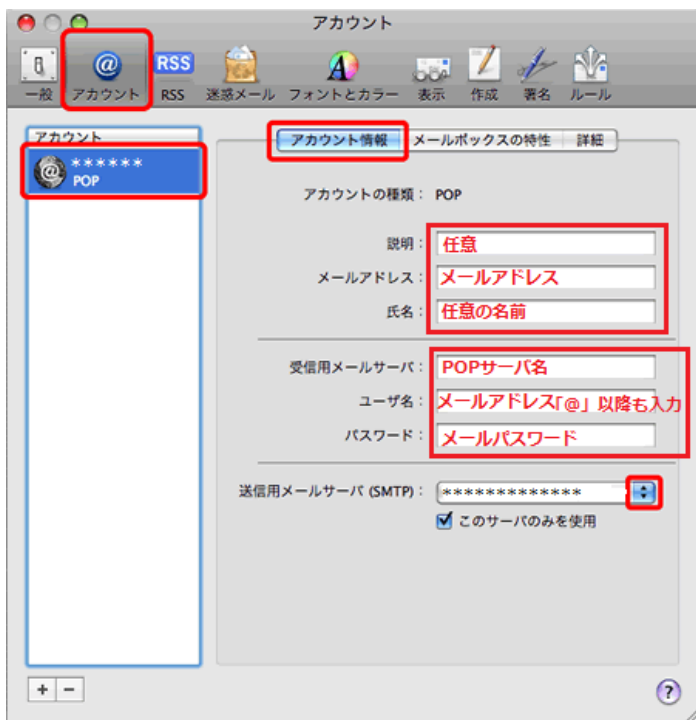 アカウント
RSS
一般 アカウント RSS 迷惑メール フォントとカラー 表示 作成 署名 ルール
アカウント
******
POP
アカウント情報 メールボックスの特性 詳細
アカウントの種類： POP
説明： 任意
メールアドレス： メールアドレス
氏名： 任意の名前
受信用メールサーバ： POPサーバ名
ユーザ名： メールアドレス「@」以降も入力
パスワード： メールパスワード
送信用メールサーバ (SMTP)： *************
このサーバのみを使用